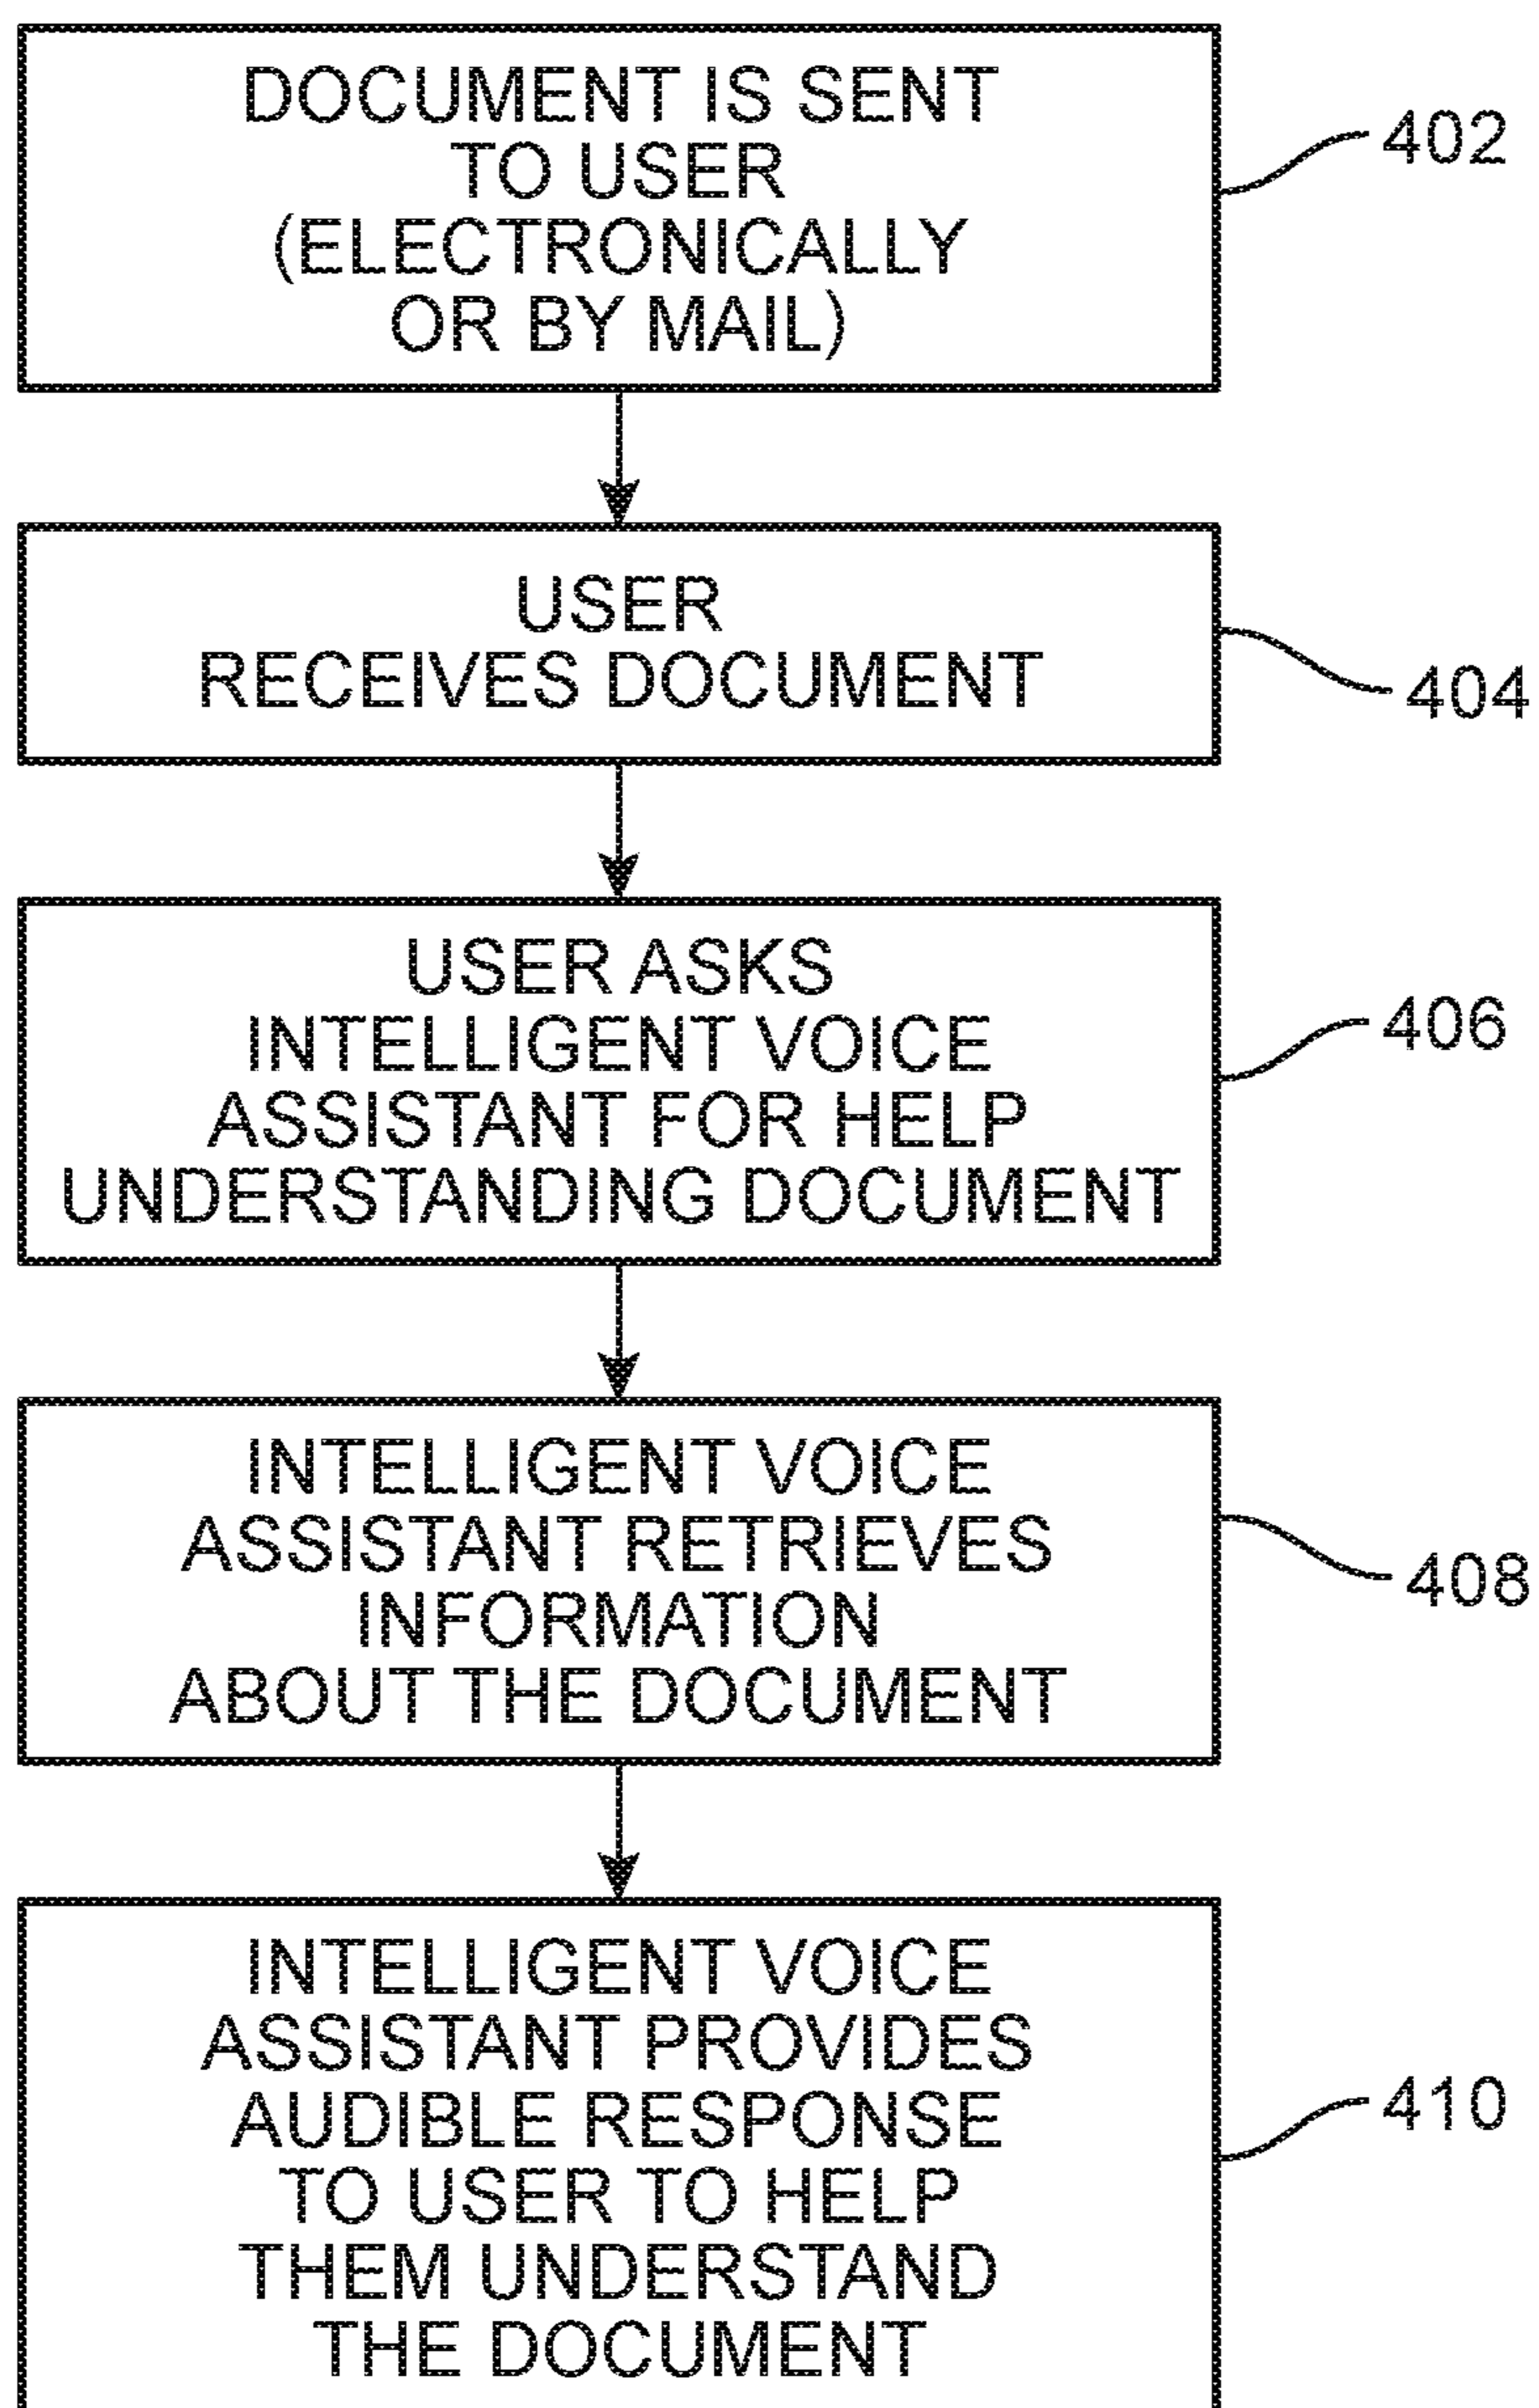 DOCUMENT IS SENT
TO USER
(ELECTRONICALLY
OR BY MAIL)
402
USER
RECEIVES DOCUMENT
404
USER ASKS
INTELLIGENT VOICE
ASSISTANT FOR HELP
UNDERSTANDING DOCUMENT
406
INTELLIGENT VOICE
ASSISTANT RETRIEVES
INFORMATION
ABOUT THE DOCUMENT
408
INTELLIGENT VOICE
ASSISTANT PROVIDES
AUDIBLE RESPONSE
TO USER TO HELP
THEM UNDERSTAND
THE DOCUMENT
410